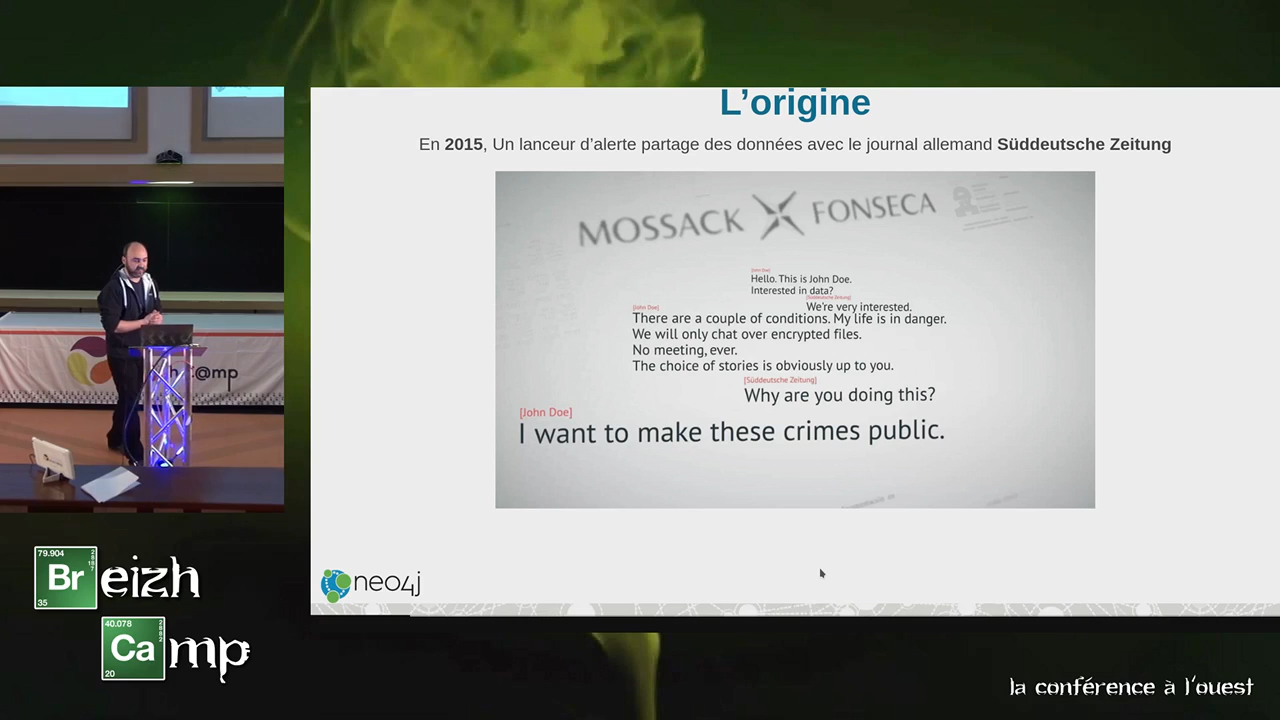 L'origine
En 2015, Un lanceur d'alerte partage des données avec le journal allemand Süddeutsche Zeitung
MOSSACK FONSECA
[John Doe]
Hello. This is John Doe.
Interested in data?
[Süddeutsche Zeitung]
We're very interested.
[John Doe]
There are a couple of conditions. My life is in danger.
We will only chat over encrypted files.
No meeting, ever.
The choice of stories is obviously up to you.
[Süddeutsche Zeitung]
Why are you doing this?
[John Doe]
I want to make these crimes public.
neo4j
h C@mp
79.904
Br eizh
35
40.078
Ca mp
20
la conférence à l'ouest